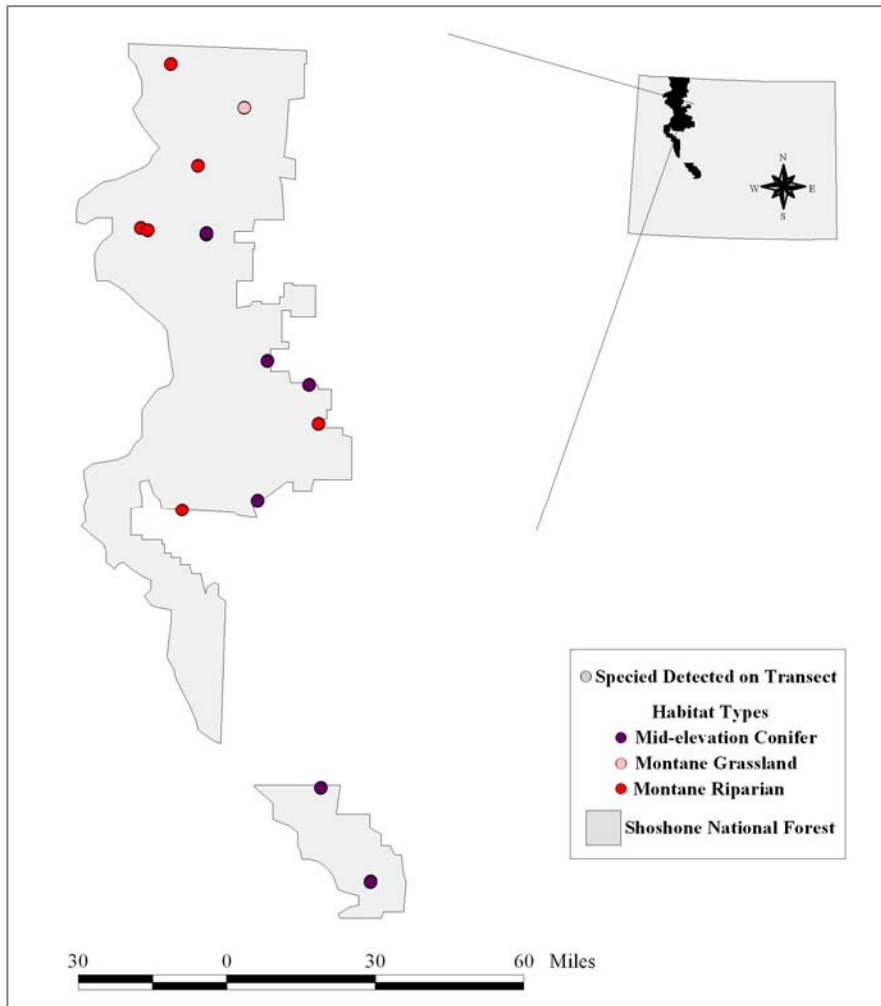 N
W
E
S
Specied Detected on Transect
Habitat Types
Mid-elevation Conifer
Montane Grassland
Montane Riparian
Shoshone National Forest
30 0 30 60 Miles